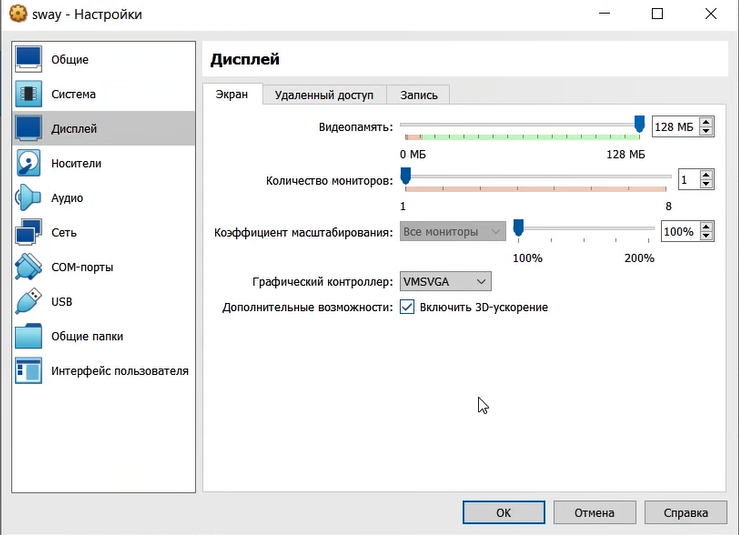 sway - Настройки
Общие
Система
Дисплей
Носители
Аудио
Сеть
COM-порты
USB
Общие папки
Интерфейс пользователя
Дисплей
Экран Удаленный доступ Запись
Видеопамять: 128 МБ
0 МБ 128 МБ
Количество мониторов: 1
1 8
Коэффициент масштабирования: Все мониторы 100%
100% 200%
Графический контроллер: VMSVGA
Дополнительные возможности: Включить 3D-ускорение
OK Отмена Справка